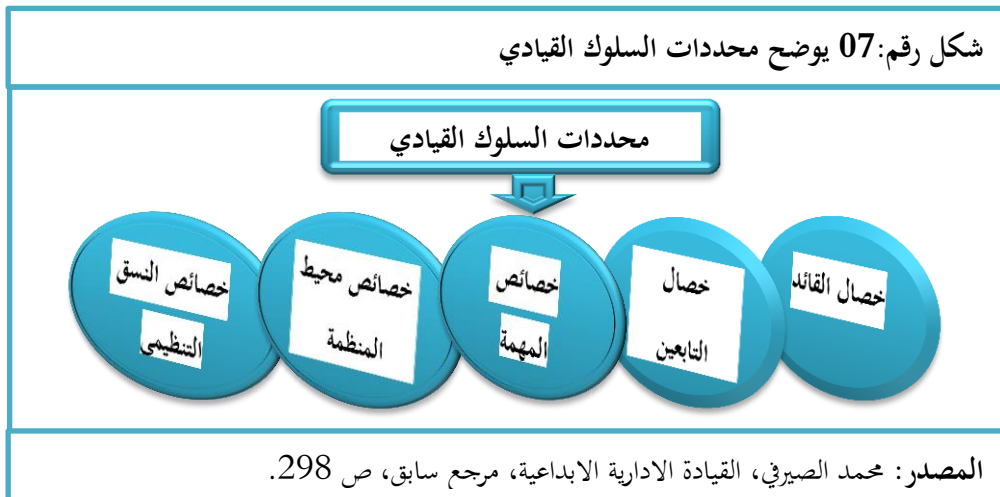 شكل رقم:07 يوضح محددات السلوك القيادي
محددات السلوك القيادي
خصال القائد
خصال
التابعين
خصائص
المهمة
خصائص محيط
المنظمة
خصائص النسق
التنظيمي
المصدر: محمد الصيرفي، القيادة الادارية الابداعية، مرجع سابق، ص 298.